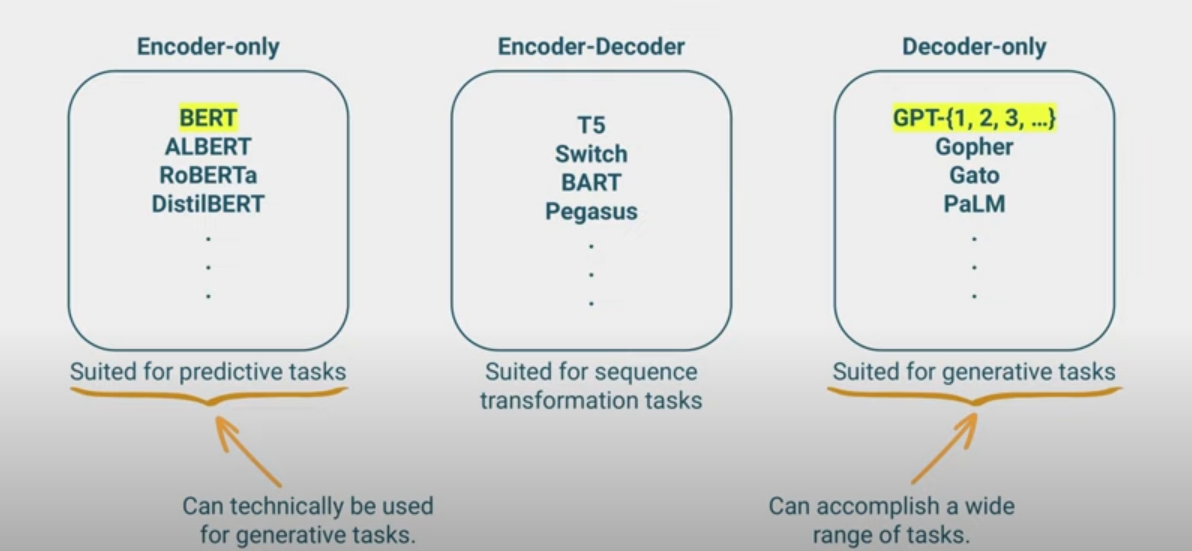 Encoder-only
BERT
ALBERT
RoBERTa
DistilBERT
.
.
.
Suited for predictive tasks
Can technically be used
for generative tasks.
Encoder-Decoder
T5
Switch
BART
Pegasus
.
.
.
Suited for sequence
transformation tasks
Decoder-only
GPT-{1, 2, 3, ...}
Gopher
Gato
PaLM
.
.
.
Suited for generative tasks
Can accomplish a wide
range of tasks.